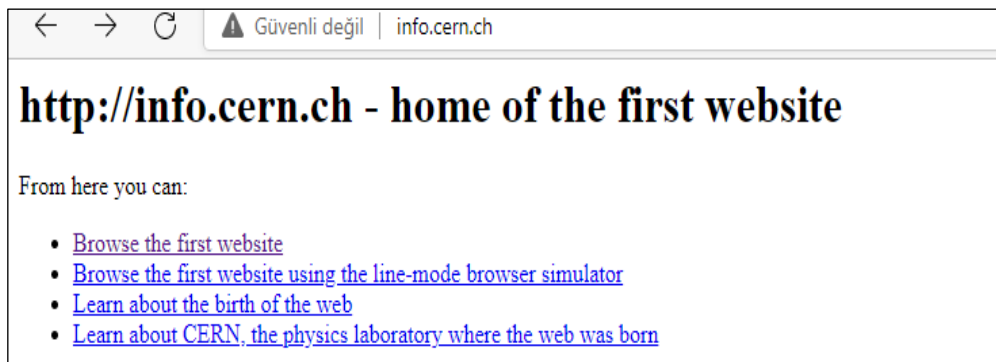 Güvenli değil | info.cern.ch
http://info.cern.ch - home of the first website
From here you can:
• Browse the first website
• Browse the first website using the line-mode browser simulator
• Learn about the birth of the web
• Learn about CERN, the physics laboratory where the web was born